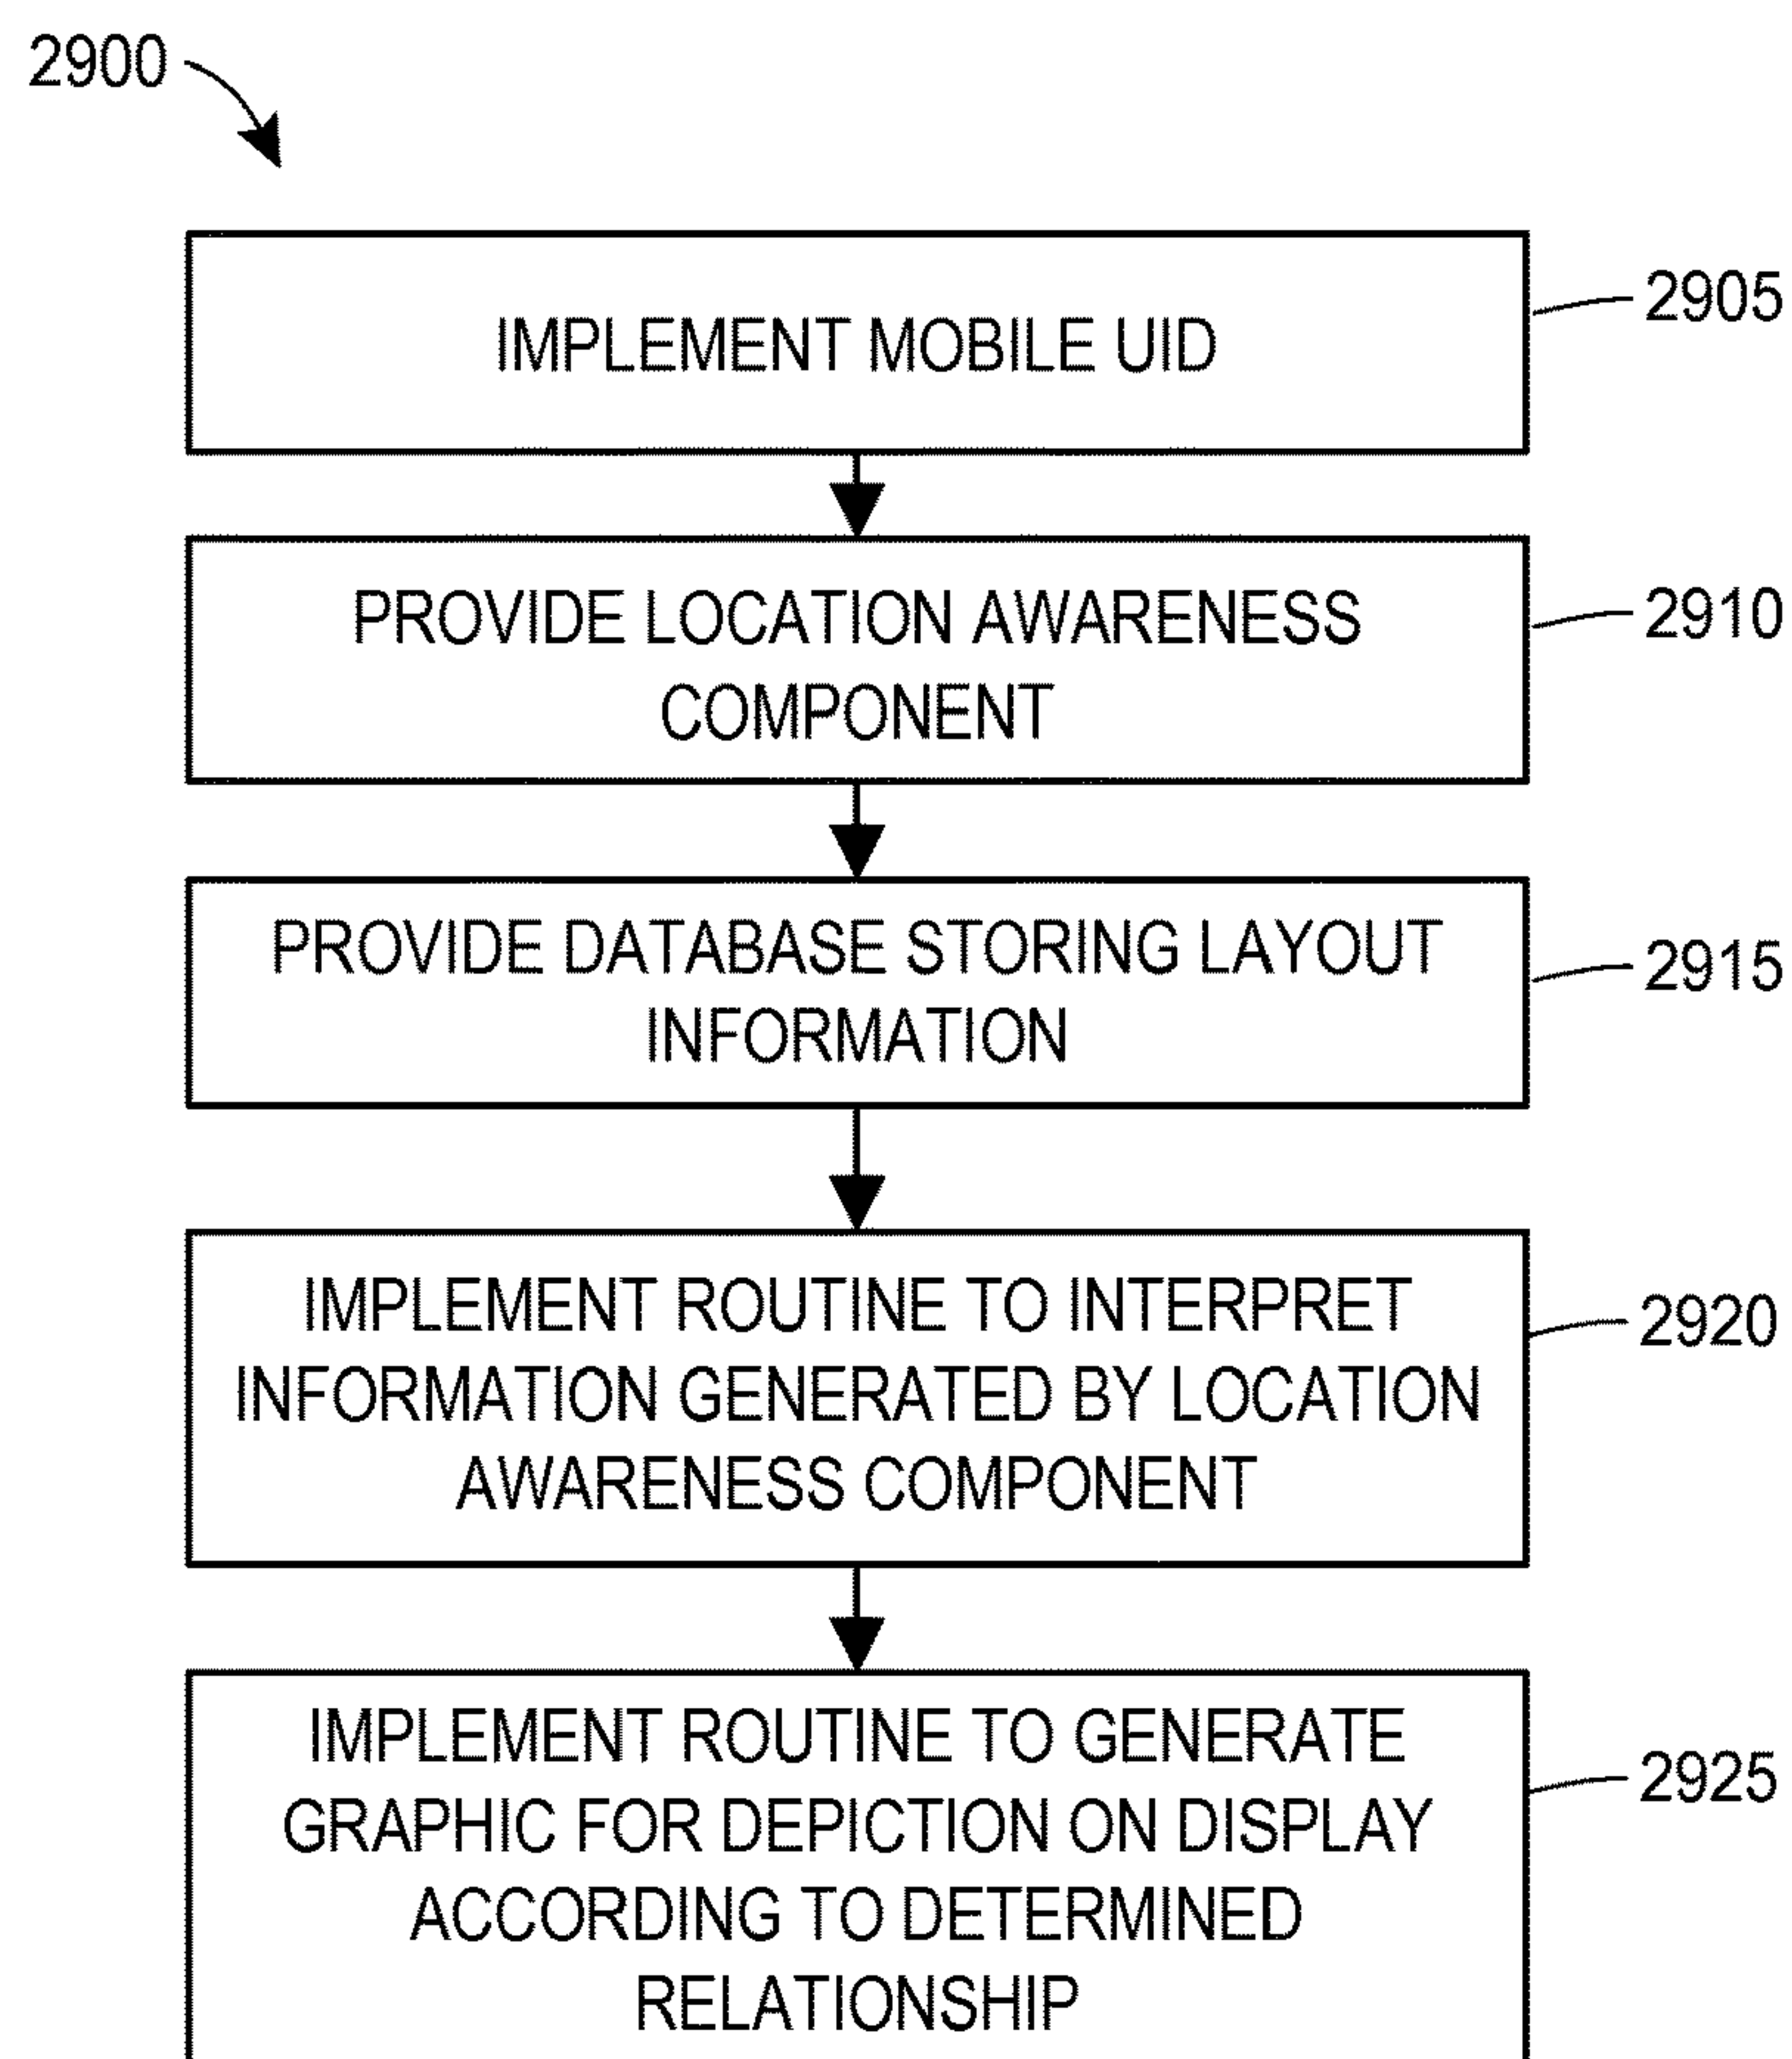 2900
IMPLEMENT MOBILE UID
2905
PROVIDE LOCATION AWARENESS
COMPONENT
2910
PROVIDE DATABASE STORING LAYOUT
INFORMATION
2915
IMPLEMENT ROUTINE TO INTERPRET
INFORMATION GENERATED BY LOCATION
AWARENESS COMPONENT
2920
IMPLEMENT ROUTINE TO GENERATE
GRAPHIC FOR DEPICTION ON DISPLAY
ACCORDING TO DETERMINED
RELATIONSHIP
2925